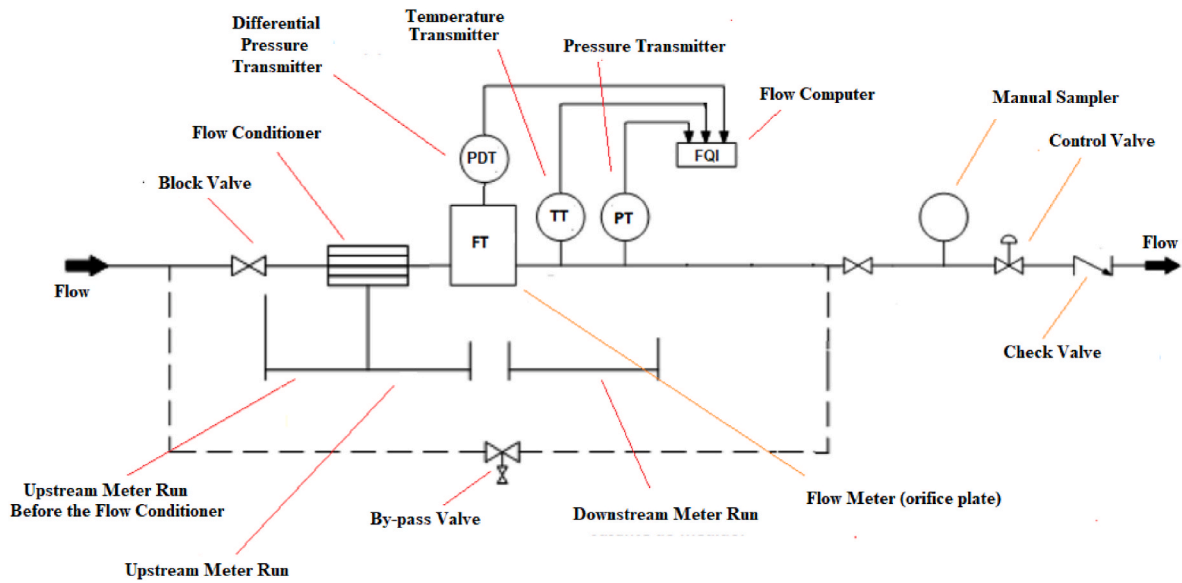 Differential
Pressure
Transmitter
Temperature
Transmitter
Pressure Transmitter
Flow Computer
Manual Sampler
Flow Conditioner
Control Valve
Block Valve
PDT
FQI
TT
PT
FT
Flow
Flow
Check Valve
Upstream Meter Run
Before the Flow Conditioner
By-pass Valve
Downstream Meter Run
Flow Meter (orifice plate)
Upstream Meter Run